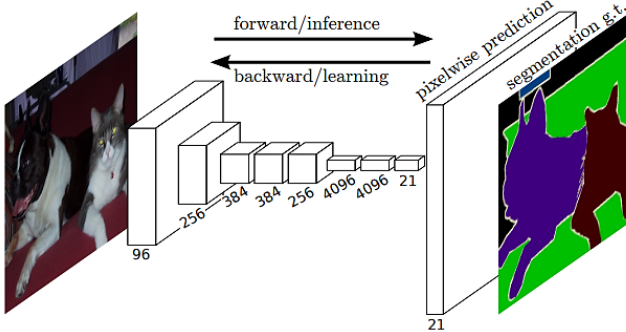 forward/inference
backward/learning
pixelwise prediction
segmentation g.t.
96
256
384
384
256
4096
4096
21
21